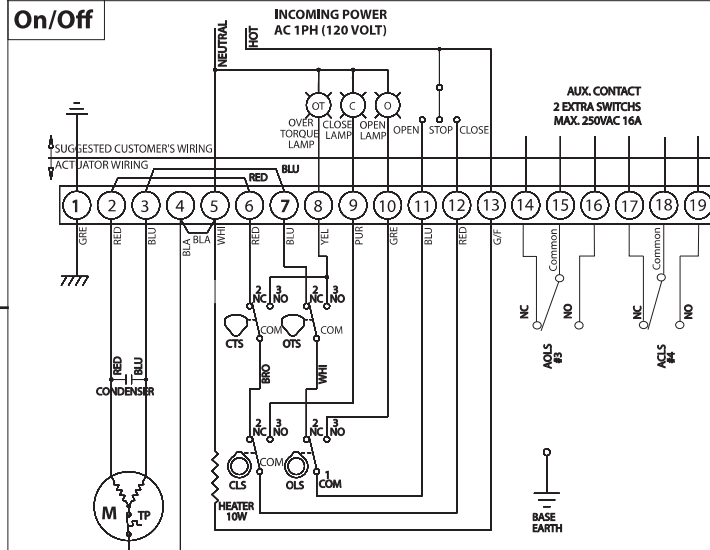 On/Off
INCOMING POWER
AC 1PH (120 VOLT)
NEUTRAL
HOT
AUX. CONTACT
2 EXTRA SWITCHS
MAX. 250VAC 16A
OT
C
O
OVER
TORQUE
LAMP
CLOSE
LAMP
OPEN
LAMP
OPEN
STOP
CLOSE
SUGGESTED CUSTOMER'S WIRING
ACTUATOR WIRING
BLU
RED
1 2 3 4 5 6 7 8 9 10 11 12 13 14 15 16 17 18 19
GRE
RED
BLU
BLA
BLA
WHI
RED
BLU
YEL
PUR
GRE
BLU
RED
G/F
Common
Common
2 3
NC NO
2 3
NC NO
CTS
COM
OTS
COM
NC
NO
NC
NO
AOLS
#3
ACLS
#4
RED
BLU
CONDENSER
BRO
WHI
2 3
NC NO
2 3
NC NO
CLS
COM
OLS
1
COM
HEATER
10W
M
TP
BASE
EARTH